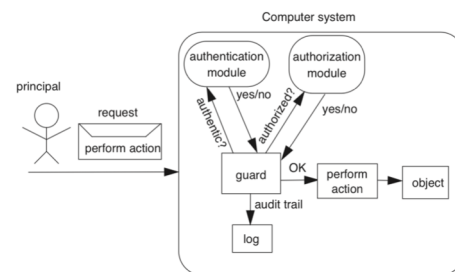 Computer system
authentication
module
authorization
module
principal
request
perform action
yes/no
yes/no
authentic?
authorized?
guard
OK
perform
action
object
audit trail
log